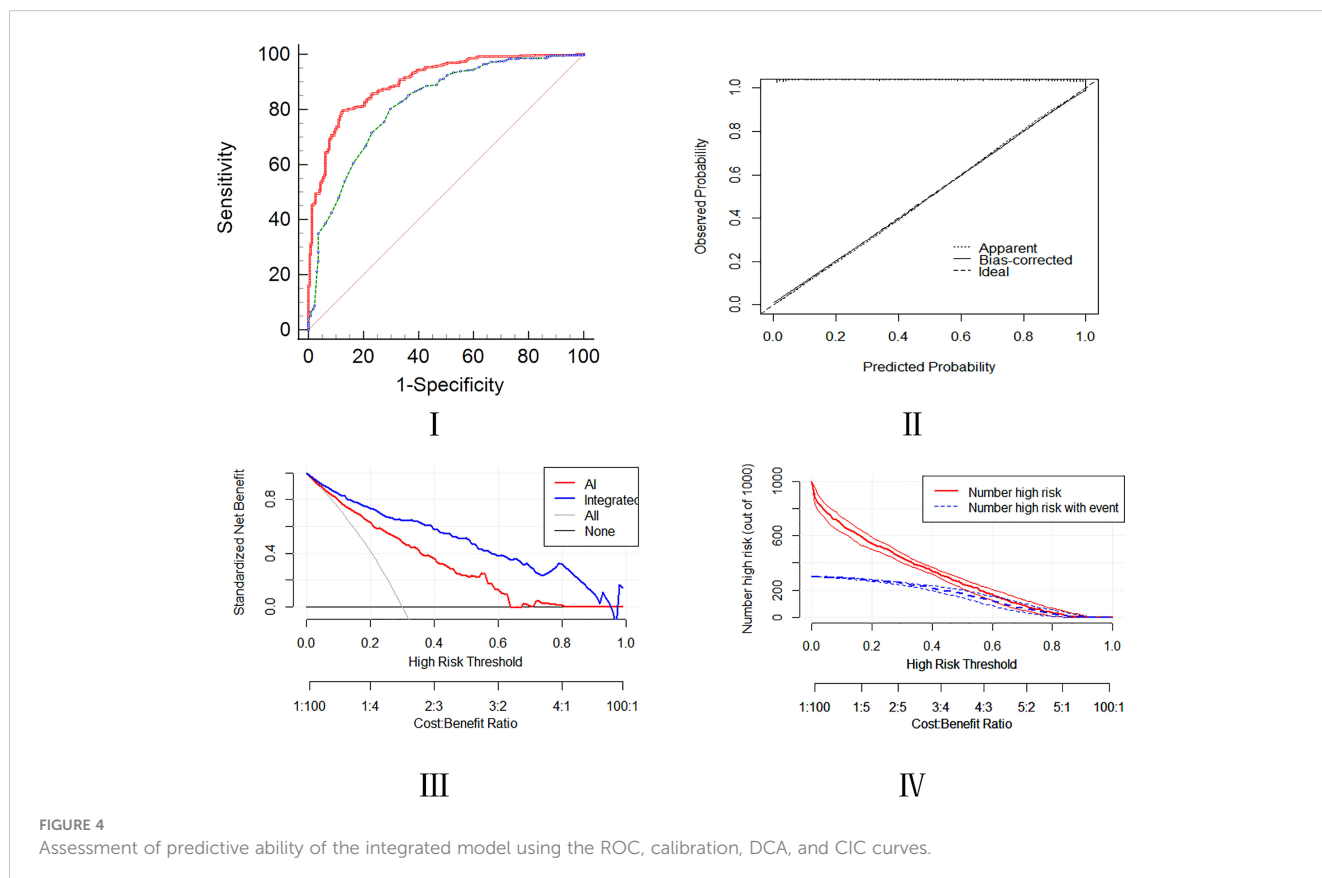 Sensitivity
100
80
60
40
20
0
0 20 40 60 80 100
1-Specificity
I
Observed Probability
1.0
0.8
0.6
0.4
0.2
0.0
Apparent
Bias-corrected
Ideal
0.0 0.2 0.4 0.6 0.8 1.0
Predicted Probability
II
Standardized Net Benefit
0.8
0.4
0.0
AI
Integrated
All
None
0.0 0.2 0.4 0.6 0.8 1.0
High Risk Threshold
1:100 1:4 2:3 3:2 4:1 100:1
Cost:Benefit Ratio
III
Number high risk (out of 1000)
1000
600
200
0
Number high risk
Number high risk with event
0.0 0.2 0.4 0.6 0.8 1.0
High Risk Threshold
1:100 1:5 2:5 3:4 4:3 5:2 5:1 100:1
Cost:Benefit Ratio
IV
FIGURE 4
Assessment of predictive ability of the integrated model using the ROC, calibration, DCA, and CIC curves.